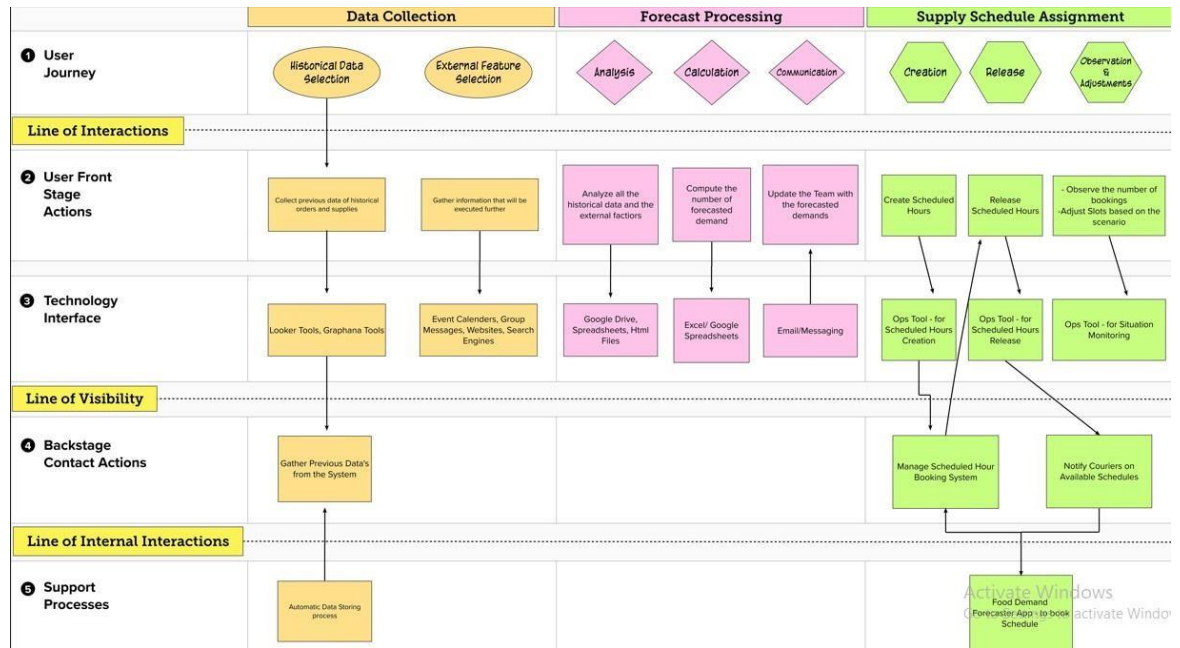 Data Collection
Forecast Processing
Supply Schedule Assignment
1 User
Journey
Historical Data
Selection
External Feature
Selection
Analysis
Calculation
Communication
Creation
Release
Observation
&
Adjustments
Line of Interactions
2 User Front
Stage
Actions
Collect previous data of historical
orders and supplies
Gather information that will be
executed further
Analyze all the
historical data and the
external factiors
Compute the
number of
forecasted
demand
Update the Team with
the forecasted
demands
Create Scheduled
Hours
Release
Scheduled Hours
- Observe the number of
bookings
-Adjust Slots based on the
scenario
3 Technology
Interface
Looker Tools, Graphana Tools
Event Calenders, Group
Messages, Websites, Search
Engines
Google Drive,
Spreadsheets, Html
Files
Excel/ Google
Spreadsheets
Email/Messaging
Ops Tool - for
Scheduled Hours
Creation
Ops Tool - for
Scheduled Hours
Release
Ops Tool - for Situation
Monitoring
Line of Visibility
4 Backstage
Contact Actions
Gather Previous Data's
from the System
Manage Scheduled Hour
Booking System
Notify Couriers on
Available Schedules
Line of Internal Interactions
5 Support
Processes
Automatic Data Storing
process
Food Demand
Forecaster App - to book
Schedule
Activate Windows
Go to Settings to activate Windo